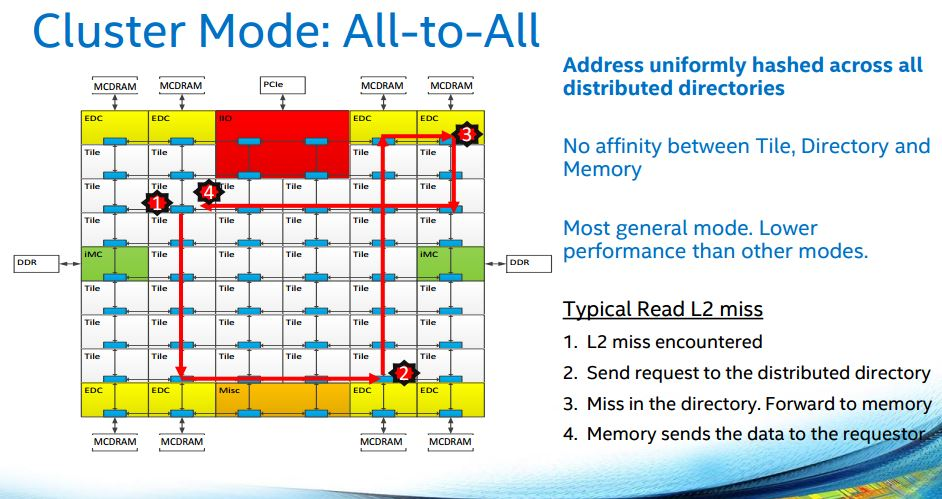 Cluster Mode: All-to-All
MCDRAM MCDRAM PCIe MCDRAM MCDRAM
EDC EDC IIO EDC EDC 3
Tile Tile Tile Tile
Tile Tile Tile Tile Tile Tile
1 4
Tile Tile Tile Tile Tile Tile
DDR iMC Tile Tile Tile Tile iMC DDR
Tile Tile Tile Tile Tile Tile
Tile Tile Tile Tile Tile Tile
Tile Tile Tile Tile Tile Tile
2
EDC EDC Misc EDC EDC
MCDRAM MCDRAM MCDRAM MCDRAM
Address uniformly hashed across all
distributed directories
No affinity between Tile, Directory and
Memory
Most general mode. Lower
performance than other modes.
Typical Read L2 miss
1. L2 miss encountered
2. Send request to the distributed directory
3. Miss in the directory. Forward to memory
4. Memory sends the data to the requestor